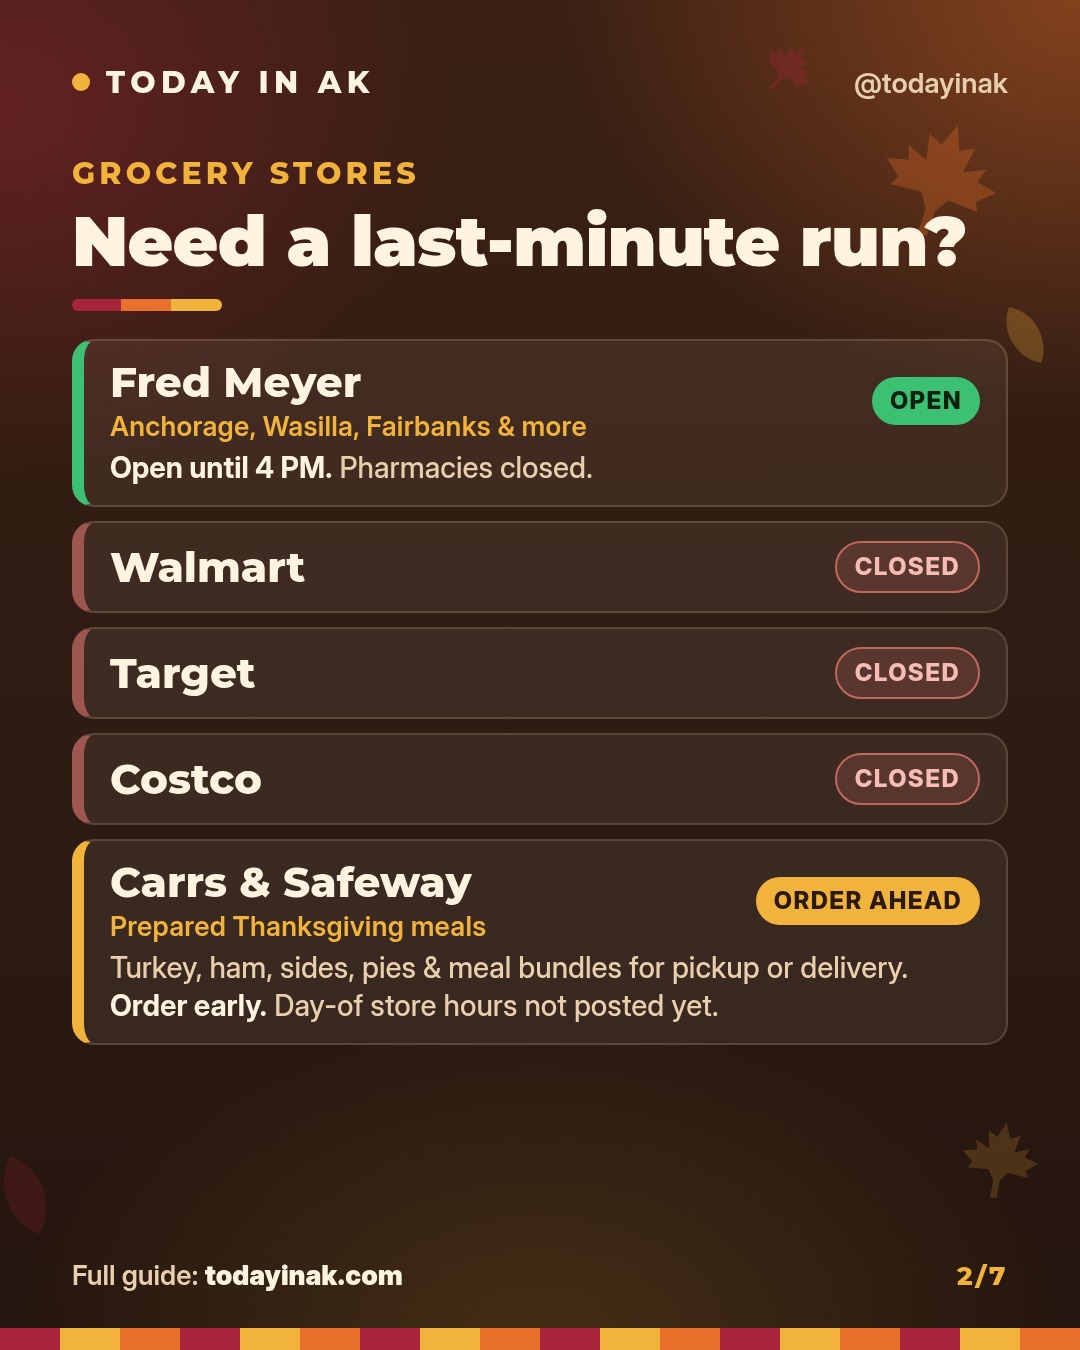 TODAY IN AK
@todayinak
GROCERY STORES
Need a last-minute run?
Fred Meyer
OPEN
Anchorage, Wasilla, Fairbanks & more
Open until 4 PM. Pharmacies closed.
Walmart
CLOSED
Target
CLOSED
Costco
CLOSED
Carrs & Safeway
ORDER AHEAD
Prepared Thanksgiving meals
Turkey, ham, sides, pies & meal bundles for pickup or delivery.
Order early. Day-of store hours not posted yet.
Full guide: todayinak.com
2/7